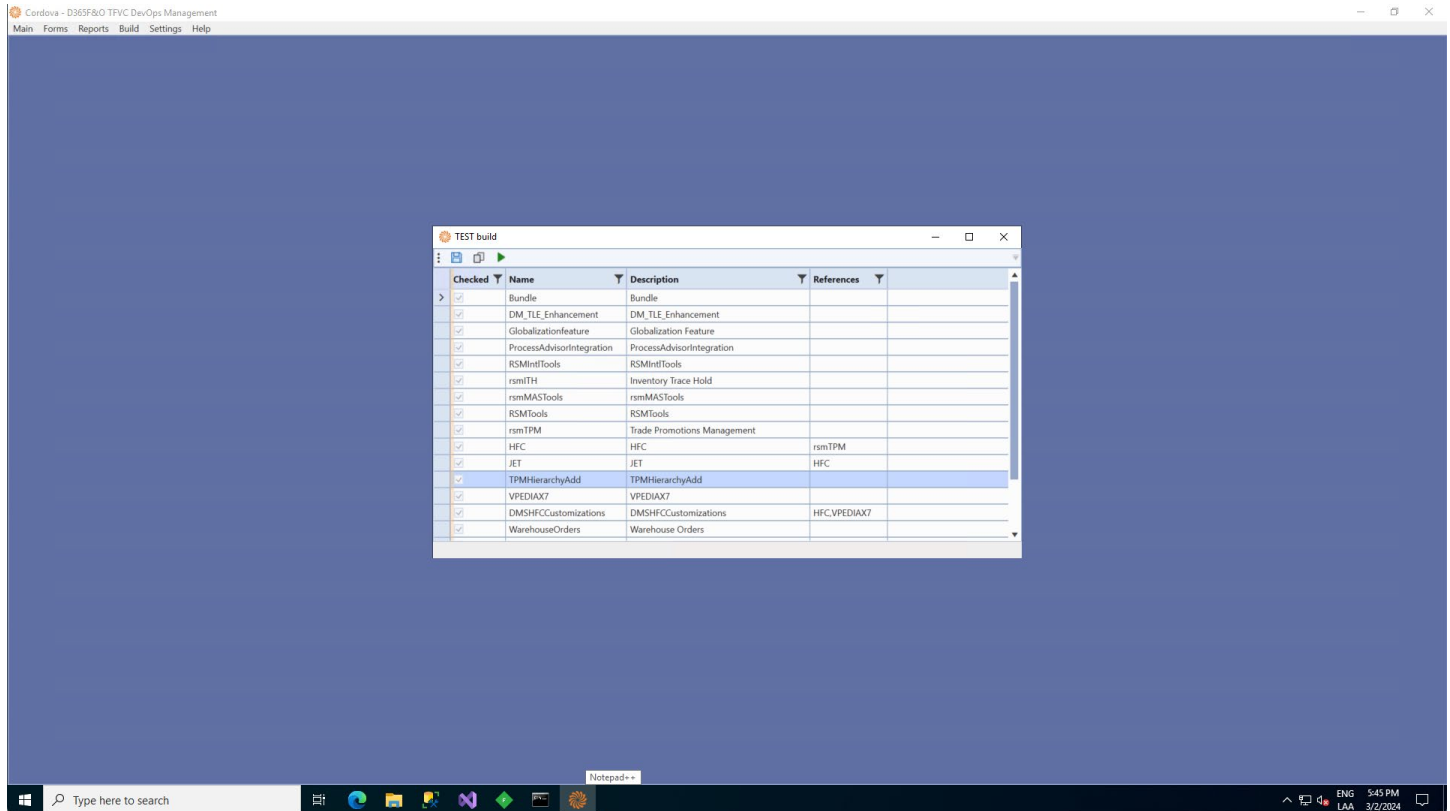 Cordova - D365F&O TFVC DevOps Management
Main Forms Reports Build Settings Help
TEST build
Checked Name Description References
Bundle Bundle
DM_TLE_Enhancement DM_TLE_Enhancement
Globalizationfeature Globalization Feature
ProcessAdvisorIntegration ProcessAdvisorIntegration
RSMIntlTools RSMIntlTools
rsmITH Inventory Trace Hold
rsmMASTools rsmMASTools
RSMTools RSMTools
rsmTPM Trade Promotions Management
HFC HFC rsmTPM
JET JET HFC
TPMHierarchyAdd TPMHierarchyAdd
VPEDIAX7 VPEDIAX7
DMSHFCCustomizations DMSHFCCustomizations HFC,VPEDIAX7
WarehouseOrders Warehouse Orders
Notepad++
Type here to search
ENG 5:45 PM
LAA 3/2/2024